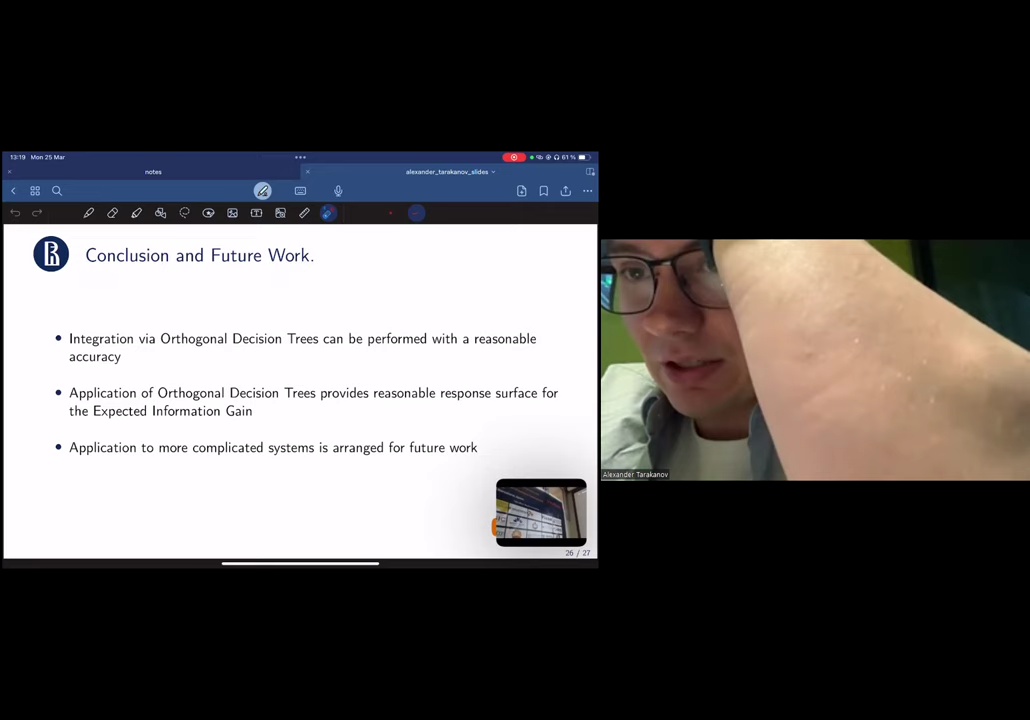 13:19 Mon 25 Mar
61 %
notes
alexander_tarakanov_slides
Conclusion and Future Work.
• Integration via Orthogonal Decision Trees can be performed with a reasonable
accuracy
• Application of Orthogonal Decision Trees provides reasonable response surface for
the Expected Information Gain
• Application to more complicated systems is arranged for future work
26 / 27
Alexander Tarakanov